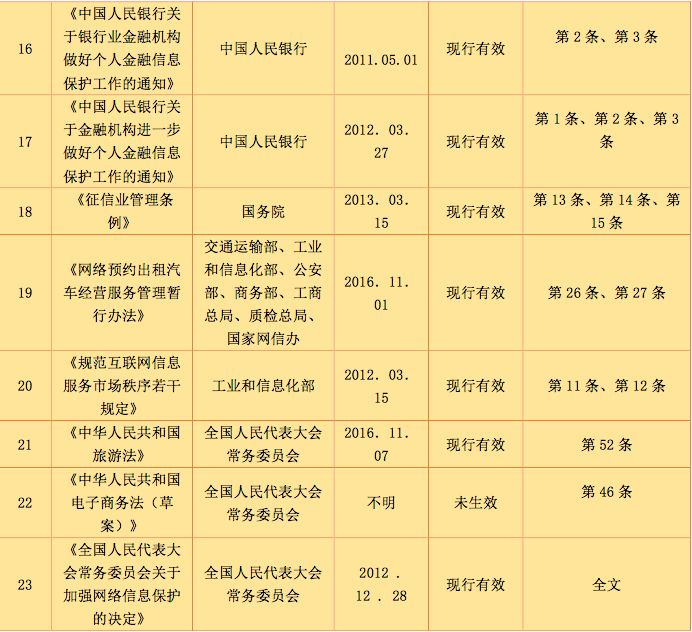 16
《中国人民银行关
于银行业金融机构
做好个人金融信息
保护工作的通知》
中国人民银行
2011.05.01
现行有效
第 2 条、第 3 条
17
《中国人民银行关
于金融机构进一步
做好个人金融信息
保护工作的通知》
中国人民银行
2012. 03.
27
现行有效
第 1 条、第 2 条、第 3
条
18
《征信业管理条
例》
国务院
2013. 03.
15
现行有效
第 13 条、第 14 条、第
15 条
19
《网络预约出租汽
车经营服务管理暂
行办法》
交通运输部、工业
和信息化部、公安
部、商务部、工商
总局、质检总局、
国家网信办
2016. 11.
01
现行有效
第 26 条、第 27 条
20
《规范互联网信息
服务市场秩序若干
规定》
工业和信息化部
2012. 03.
15
现行有效
第 11 条、第 12 条
21
《中华人民共和国
旅游法》
全国人民代表大会
常务委员会
2016. 11.
07
现行有效
第 52 条
22
《中华人民共和国
电子商务法（草
案）》
全国人民代表大会
常务委员会
不明
未生效
第 46 条
23
《全国人民代表大
会常务委员会关于
加强网络信息保护
的决定》
全国人民代表大会
常务委员会
2012 .
12 . 28
现行有效
全文